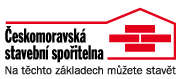 Českomoravská
stavební spořitelna
Na těchto základech můžete stavět